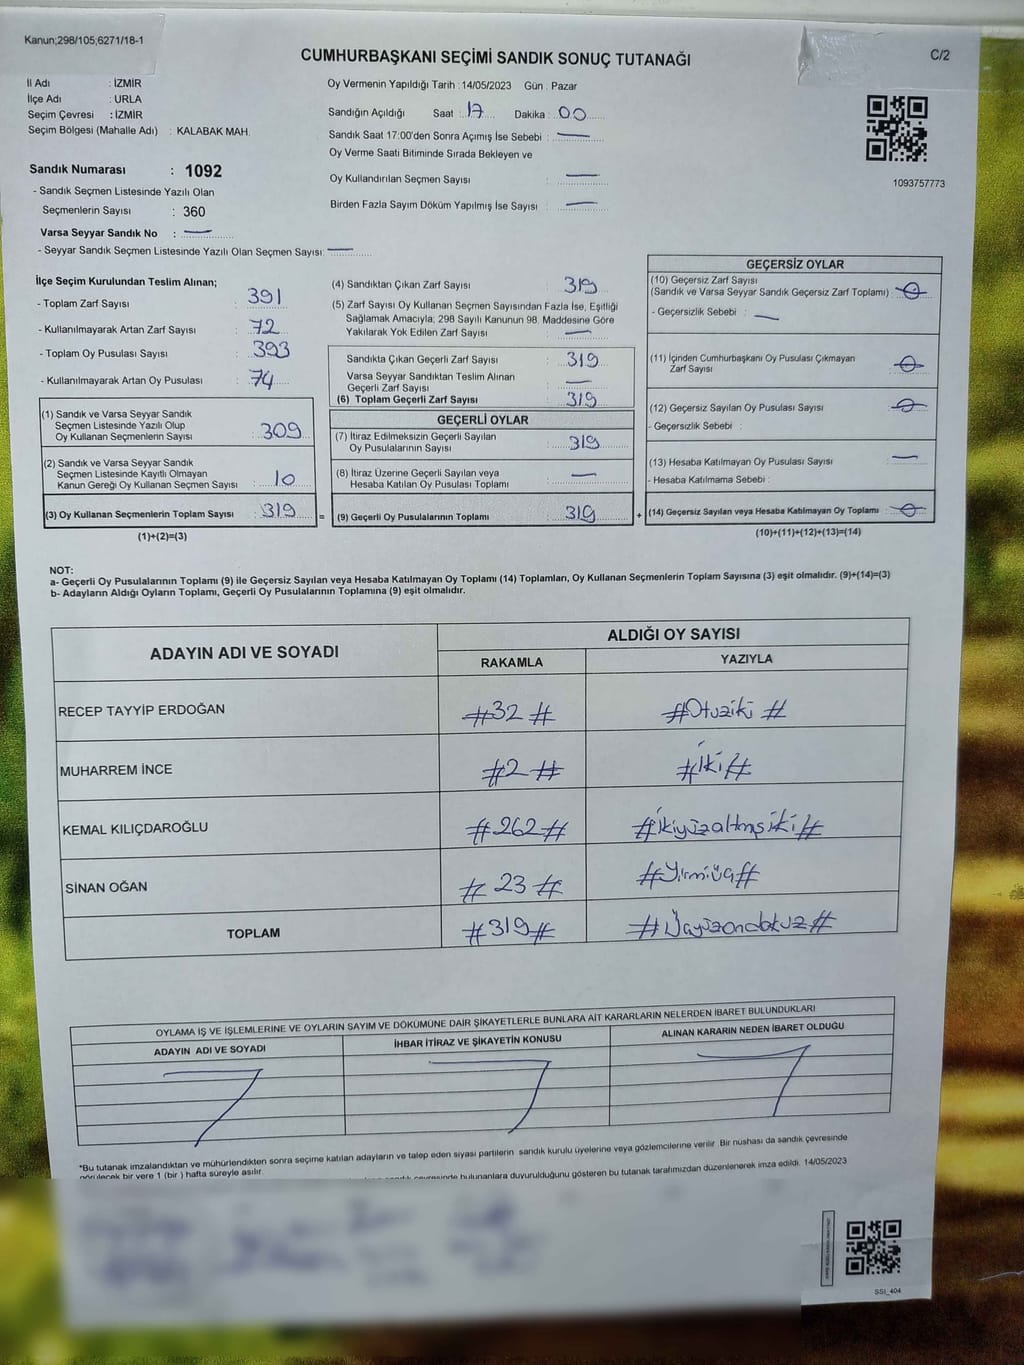 Kanun;298/105;6271/18-1
CUMHURBAŞKANI SEÇİMİ SANDIK SONUÇ TUTANAĞI
C/2
İl Adı : İZMİR
İlçe Adı : URLA
Seçim Çevresi : İZMİR
Seçim Bölgesi (Mahalle Adı) : KALABAK MAH.
Oy Vermenin Yapıldığı Tarih : 14/05/2023 Gün : Pazar
Sandığın Açıldığı Saat : 17 Dakika : 00
Sandık Saat 17:00'den Sonra Açımış İse Sebebi : —
Oy Verme Saati Bitiminde Sırada Bekleyen ve
Oy Kullandırılan Seçmen Sayısı : —
Birden Fazla Sayım Döküm Yapılmış İse Sayısı : —
1093757773
Sandık Numarası : 1092
- Sandık Seçmen Listesinde Yazılı Olan
Seçmenlerin Sayısı : 360
Varsa Seyyar Sandık No : —
- Seyyar Sandık Seçmen Listesinde Yazılı Olan Seçmen Sayısı: —
İlçe Seçim Kurulundan Teslim Alınan;
- Toplam Zarf Sayısı : 391
- Kullanılmayarak Artan Zarf Sayısı : 72
- Toplam Oy Pusulası Sayısı : 393
- Kullanılmayarak Artan Oy Pusulası : 74
(1) Sandık ve Varsa Seyyar Sandık
Seçmen Listesinde Yazılı Olup
Oy Kullanan Seçmenlerin Sayısı : 309
(2) Sandık ve Varsa Seyyar Sandık
Seçmen Listesinde Kayıtlı Olmayan
Kanun Gereği Oy Kullanan Seçmen Sayısı : 10
(3) Oy Kullanan Seçmenlerin Toplam Sayısı : 319 =
(1)+(2)=(3)
(4) Sandıktan Çıkan Zarf Sayısı : 319
(5) Zarf Sayısı Oy Kullanan Seçmen Sayısından Fazla İse, Eşitliği
Sağlamak Amacıyla; 298 Sayılı Kanunun 98. Maddesine Göre
Yakılarak Yok Edilen Zarf Sayısı : —
Sandıkta Çıkan Geçerli Zarf Sayısı : 319
Varsa Seyyar Sandıktan Teslim Alınan
Geçerli Zarf Sayısı : —
(6) Toplam Geçerli Zarf Sayısı : 319
GEÇERLİ OYLAR
(7) İtiraz Edilmeksizin Geçerli Sayılan
Oy Pusulalarının Sayısı : 319
(8) İtiraz Üzerine Geçerli Sayılan veya
Hesaba Katılan Oy Pusulası Toplamı : —
(9) Geçerli Oy Pusulalarının Toplamı : 319 +
GEÇERSİZ OYLAR
(10) Geçersiz Zarf Sayısı
(Sandık ve Varsa Seyyar Sandık Geçersiz Zarf Toplamı) : 0
- Geçersizlik Sebebi : —
(11) İçinden Cumhurbaşkanı Oy Pusulası Çıkmayan
Zarf Sayısı : 0
(12) Geçersiz Sayılan Oy Pusulası Sayısı : 0
- Geçersizlik Sebebi :
(13) Hesaba Katılmayan Oy Pusulası Sayısı : —
- Hesaba Katılmama Sebebi :
(14) Geçersiz Sayılan veya Hesaba Katılmayan Oy Toplamı : 0
(10)+(11)+(12)+(13)=(14)
NOT:
a- Geçerli Oy Pusulalarının Toplamı (9) ile Geçersiz Sayılan veya Hesaba Katılmayan Oy Toplamı (14) Toplamları, Oy Kullanan Seçmenlerin Toplam Sayısına (3) eşit olmalıdır. (9)+(14)=(3)
b- Adayların Aldığı Oyların Toplamı, Geçerli Oy Pusulalarının Toplamına (9) eşit olmalıdır.
ADAYIN ADI VE SOYADI
ALDIĞI OY SAYISI
RAKAMLA YAZIYLA
RECEP TAYYİP ERDOĞAN #32# #Otuziki#
MUHARREM İNCE #2# #İki#
KEMAL KILIÇDAROĞLU #262# #İkiyüzaltmışiki#
SİNAN OĞAN #23# #Yirmiüç#
TOPLAM #319# #Üçyüzondokuz#
OYLAMA İŞ VE İŞLEMLERİNE VE OYLARIN SAYIM VE DÖKÜMÜNE DAİR ŞİKAYETLERLE BUNLARA AİT KARARLARIN NELERDEN İBARET BULUNDUKLARI
ADAYIN ADI VE SOYADI
İHBAR İTİRAZ VE ŞİKAYETİN KONUSU
ALINAN KARARIN NEDEN İBARET OLDUĞU
*Bu tutanak imzalandıktan ve mühürlendikten sonra seçime katılan adayların ve talep eden siyasi partilerin sandık kurulu üyelerine veya gözlemcilerine verilir. Bir nüshası da sandık çevresinde
görülecek bir yere 1 (bir) hafta süreyle asılır.
sandık çevresinde bulunanlara duyurulduğunu gösteren bu tutanak tarafımızdan düzenlenerek imza edildi. 14/05/2023
SSI_404